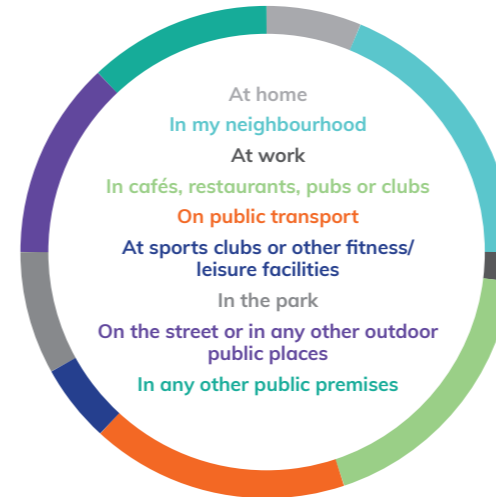 At home
In my neighbourhood
At work
In cafés, restaurants, pubs or clubs
On public transport
At sports clubs or other fitness/
leisure facilities
In the park
On the street or in any other outdoor
public places
In any other public premises